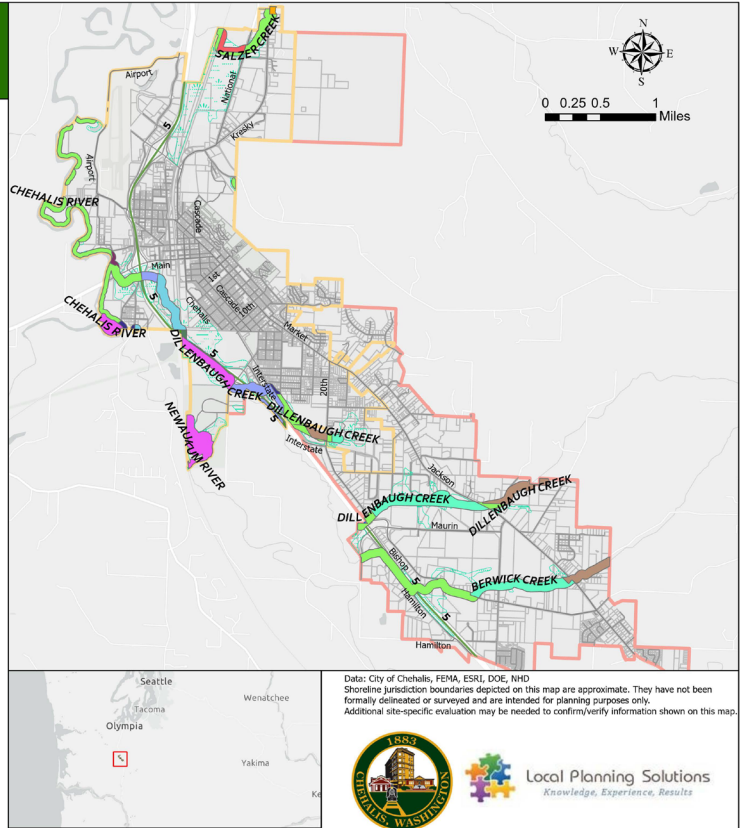 SALZER CREEK
N
W
E
S
Airport
National
5
Kresky
0 0.25 0.5 1
Miles
Airport
CHEHALIS RIVER
Cascade
Main
1st
Cascade
10th
5
Chehalis
CHEHALIS RIVER
Market
5
DILLENBAUGH CREEK
Interstate
20th
NEWAUKUM RIVER
5
DILLENBAUGH CREEK
Interstate
Jackson
DILLENBAUGH CREEK
DILLENBAUGH CREEK
Maurin
Bishop
5
BERWICK CREEK
Hamilton
5
Hamilton
Seattle
Tacoma
Wenatchee
Olympia
Yakima
Ke
Data: City of Chehalis, FEMA, ESRI, DOE, NHD
Shoreline jurisdiction boundaries depicted on this map are approximate. They have not been
formally delineated or surveyed and are intended for planning purposes only.
Additional site-specific evaluation may be needed to confirm/verify information shown on this map.
1883
CHEHALIS, WASHINGTON
Local Planning Solutions
Knowledge, Experience, Results